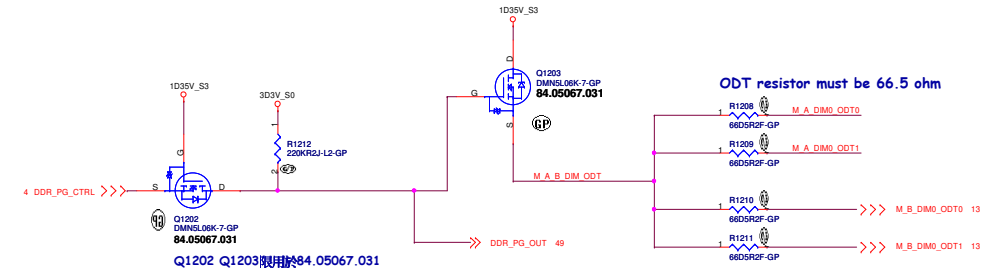 1D35V_S3
D
Q1203
DMN5L06K-7-GP
84.05067.031
G
S
GP
1D35V_S3
G
3D3V_S0
1
R1212
220KR2J-L2-GP
2
4 DDR_PG_CTRL
S
D
Q1202
DMN5L06K-7-GP
84.05067.031
Q1202 Q1203限用於84.05067.031
DDR_PG_OUT 49
M_A_B_DIM_ODT
ODT resistor must be 66.5 ohm
R1208
1
66D5R2F-GP
M_A_DIM0_ODT0
R1209
1
66D5R2F-GP
M_A_DIM0_ODT1
R1210
1
66D5R2F-GP
M_B_DIM0_ODT0 13
R1211
1
66D5R2F-GP
M_B_DIM0_ODT1 13